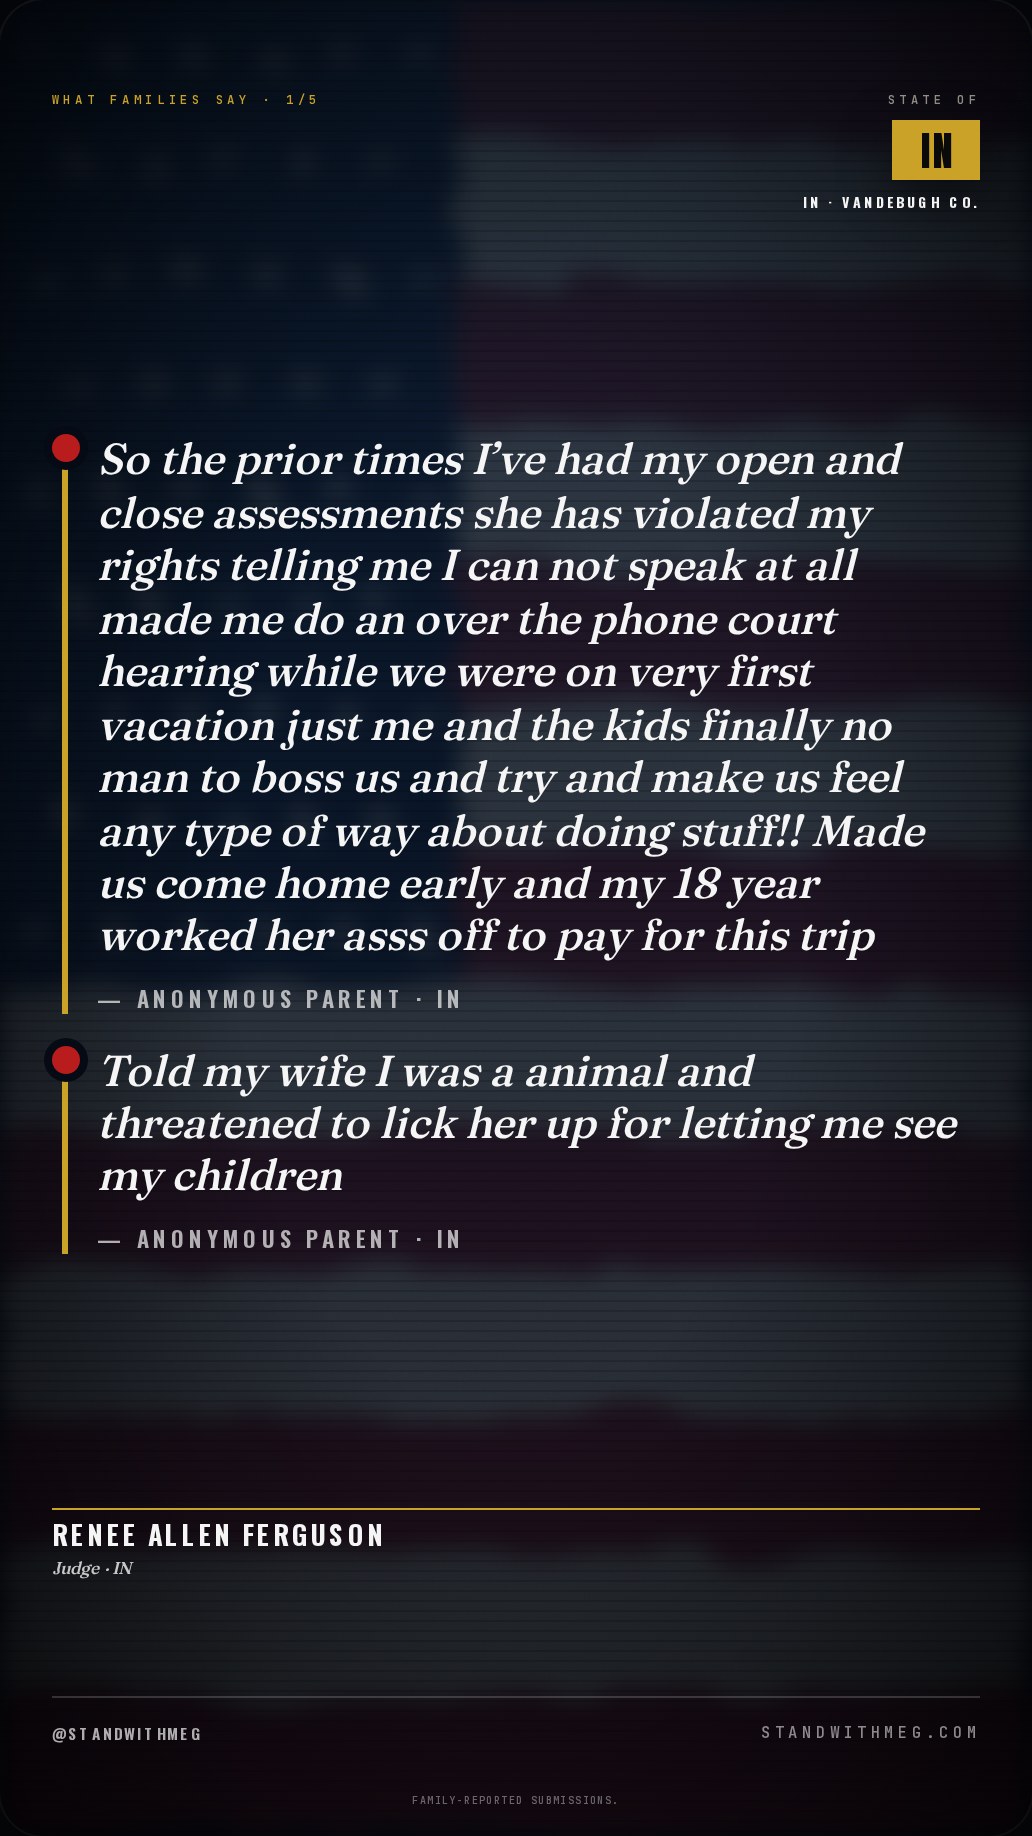 WHAT FAMILIES SAY · 1/5
STATE OF
IN
IN · VANDEBUGH CO.
So the prior times I’ve had my open and
close assessments she has violated my
rights telling me I can not speak at all
made me do an over the phone court
hearing while we were on very first
vacation just me and the kids finally no
man to boss us and try and make us feel
any type of way about doing stuff!! Made
us come home early and my 18 year
worked her asss off to pay for this trip
— ANONYMOUS PARENT · IN
Told my wife I was a animal and
threatened to lick her up for letting me see
my children
— ANONYMOUS PARENT · IN
RENEE ALLEN FERGUSON
Judge · IN
@STANDWITHMEG
STANDWITHMEG.COM
FAMILY-REPORTED SUBMISSIONS.